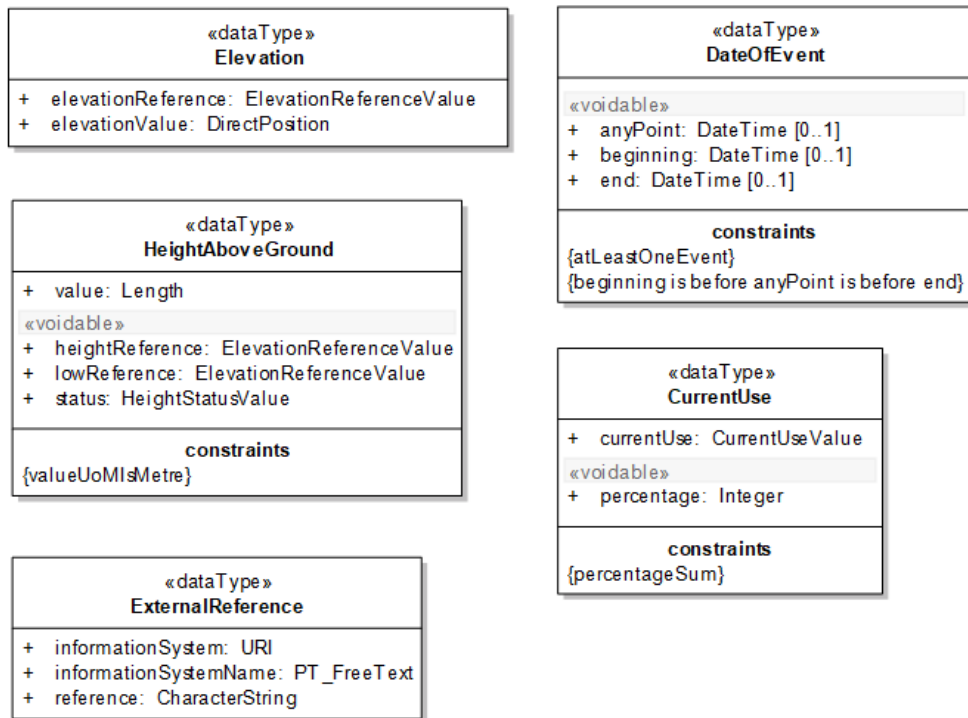 «dataType»
Elevation
+ elevationReference: ElevationReferenceValue
+ elevationValue: DirectPosition
«dataType»
HeightAboveGround
+ value: Length
«voidable»
+ heightReference: ElevationReferenceValue
+ lowReference: ElevationReferenceValue
+ status: HeightStatusValue
constraints
{valueUoMIsMetre}
«dataType»
ExternalReference
+ informationSystem: URI
+ informationSystemName: PT_FreeText
+ reference: CharacterString
«dataType»
DateOfEvent
«voidable»
+ anyPoint: DateTime [0..1]
+ beginning: DateTime [0..1]
+ end: DateTime [0..1]
constraints
{atLeastOneEvent}
{beginning is before anyPoint is before end}
«dataType»
CurrentUse
+ currentUse: CurrentUseValue
«voidable»
+ percentage: Integer
constraints
{percentageSum}